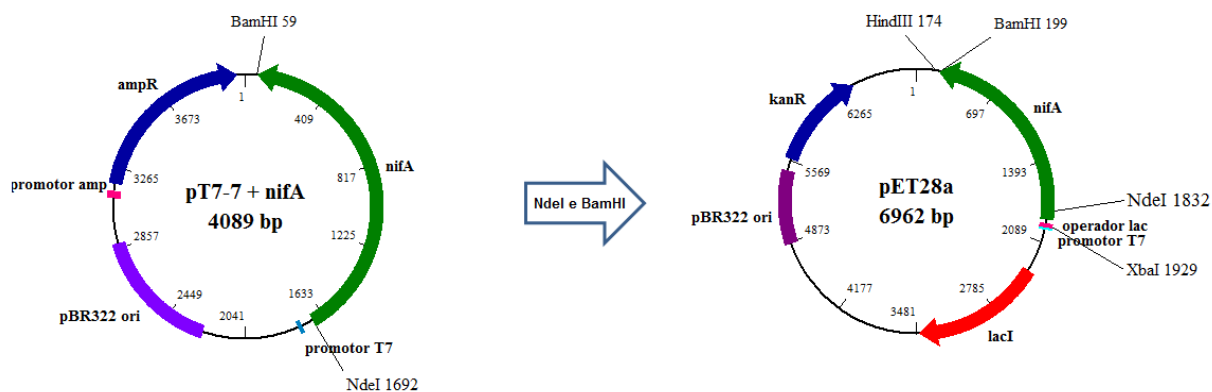 BamHI 59
ampR
1
3673
409
nifA
promotor amp
3265
817
pT7-7 + nifA
4089 bp
2857
1225
pBR322 ori
2449
2041
1633
promotor T7
NdeI 1692
NdeI e BamHI
HindIII 174
BamHI 199
kanR
1
6265
697
nifA
5569
1393
pET28a
6962 bp
NdeI 1832
pBR322 ori
4873
2089
operador lac
promotor T7
XbaI 1929
4177
2785
3481
lacI